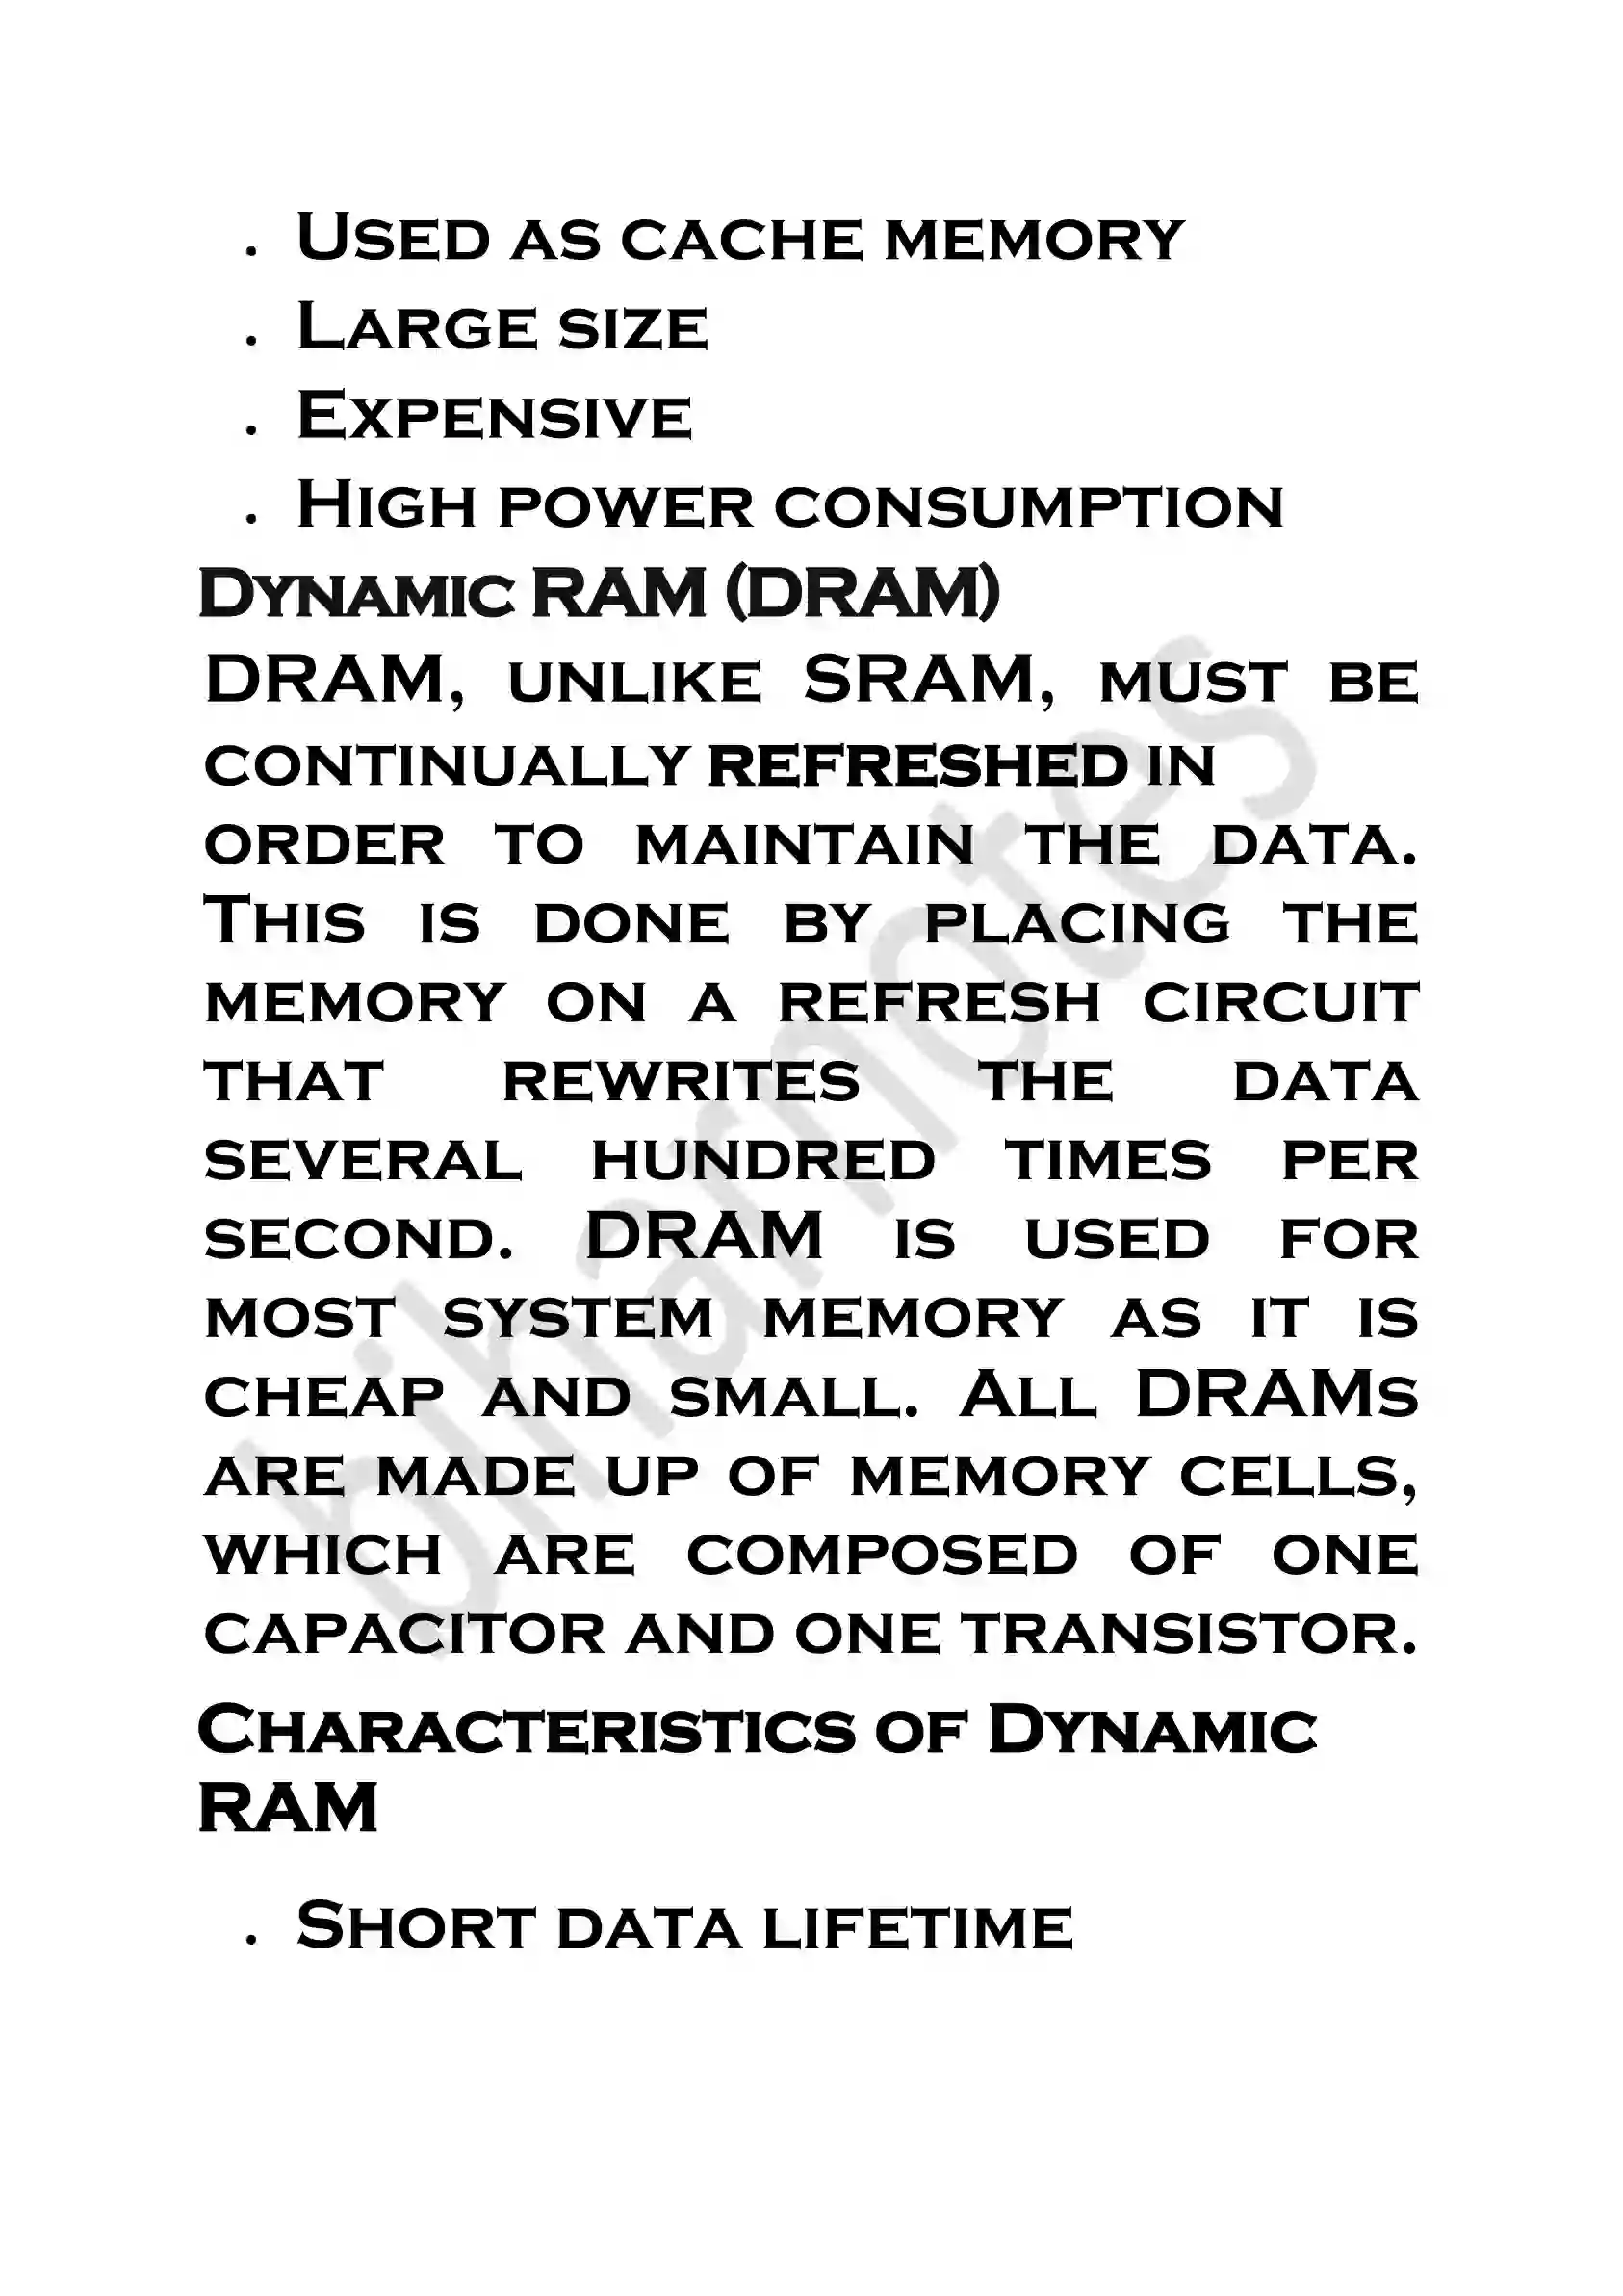 • Used as cache memory
• Large size
• Expensive
• High power consumption
Dynamic RAM (DRAM)
DRAM, unlike SRAM, must be
continually refreshed in
order to maintain the data.
This is done by placing the
memory on a refresh circuit
that rewrites the data
several hundred times per
second. DRAM is used for
most system memory as it is
cheap and small. All DRAMs
are made up of memory cells,
which are composed of one
capacitor and one transistor.
Characteristics of Dynamic
RAM
• Short data lifetime
biharnotes